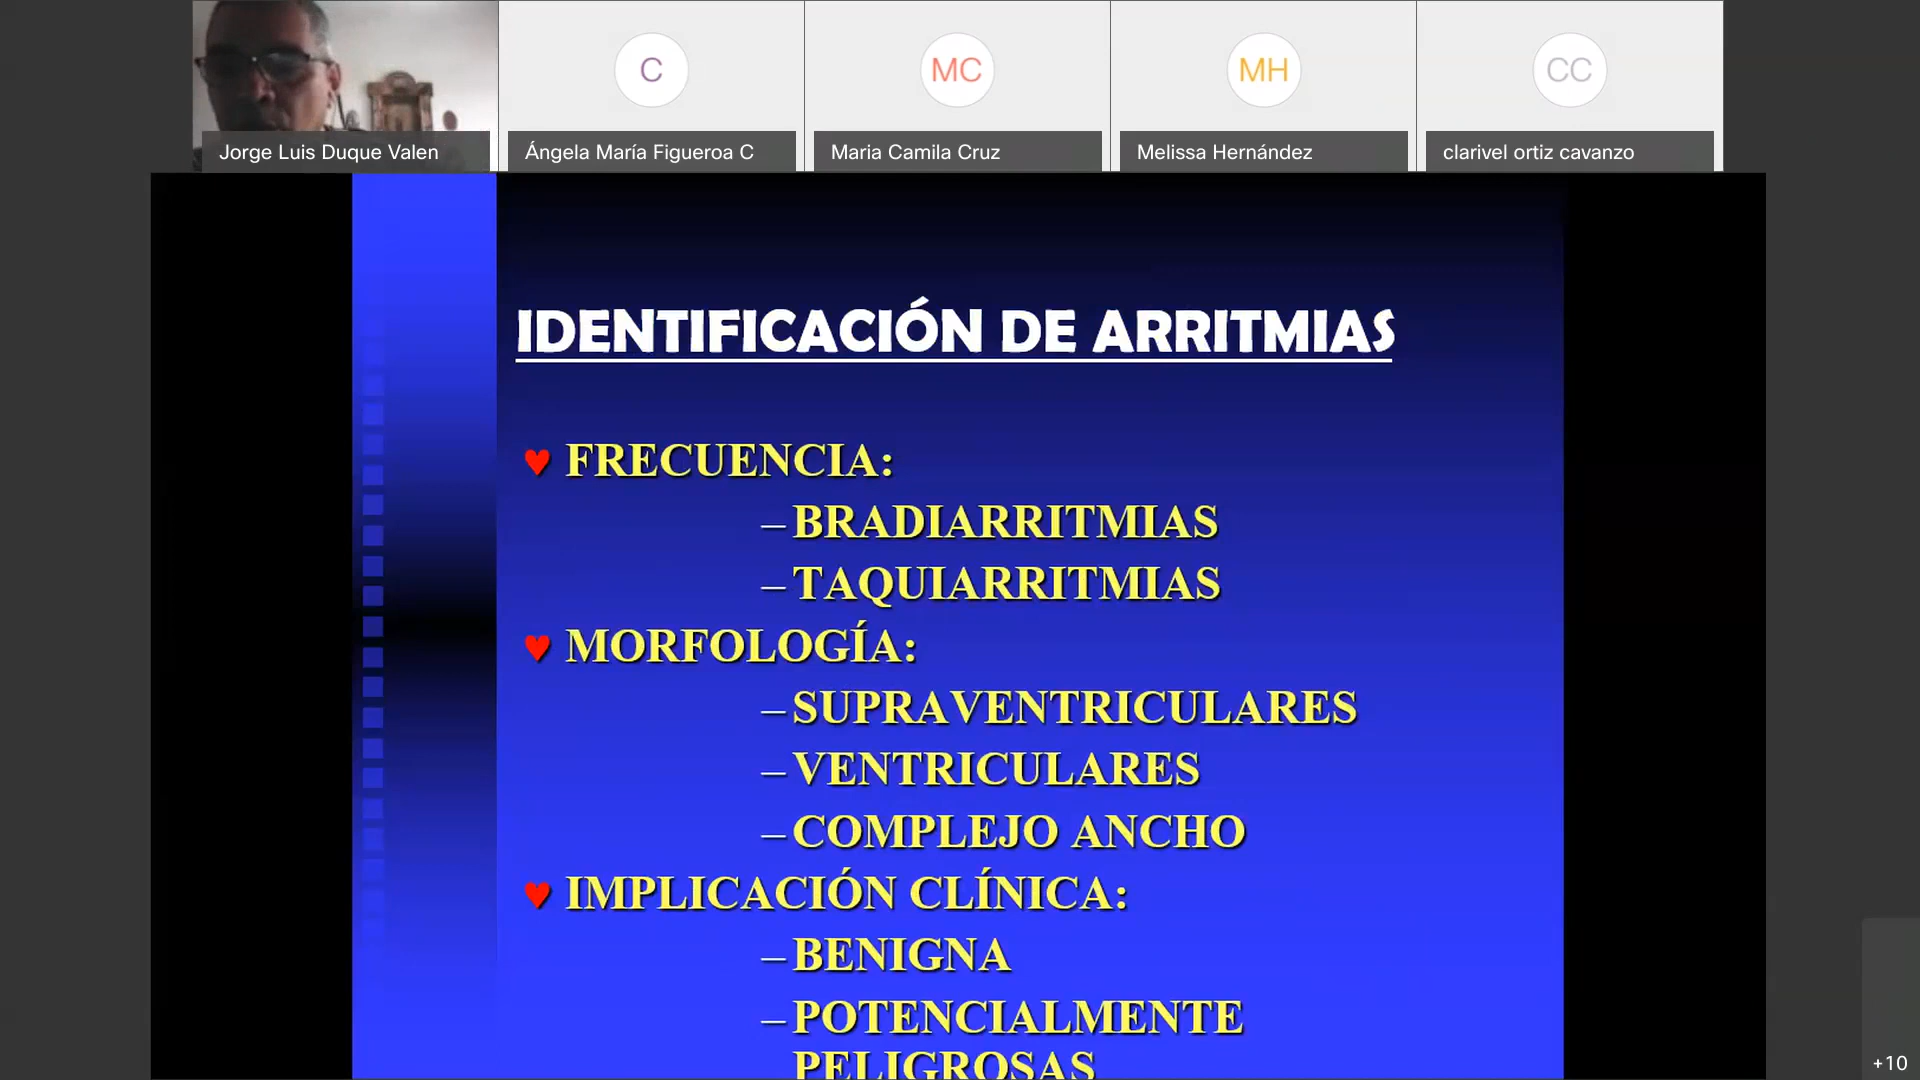 C
MC
MH
CC
Jorge Luis Duque Valen
Ángela María Figueroa C
Maria Camila Cruz
Melissa Hernández
clarivel ortiz cavanzo
IDENTIFICACIÓN DE ARRITMIAS
♥ FRECUENCIA:
– BRADIARRITMIAS
– TAQUIARRITMIAS
♥ MORFOLOGÍA:
– SUPRAVENTRICULARES
– VENTRICULARES
– COMPLEJO ANCHO
♥ IMPLICACIÓN CLÍNICA:
– BENIGNA
– POTENCIALMENTE
PELIGROSAS
+10